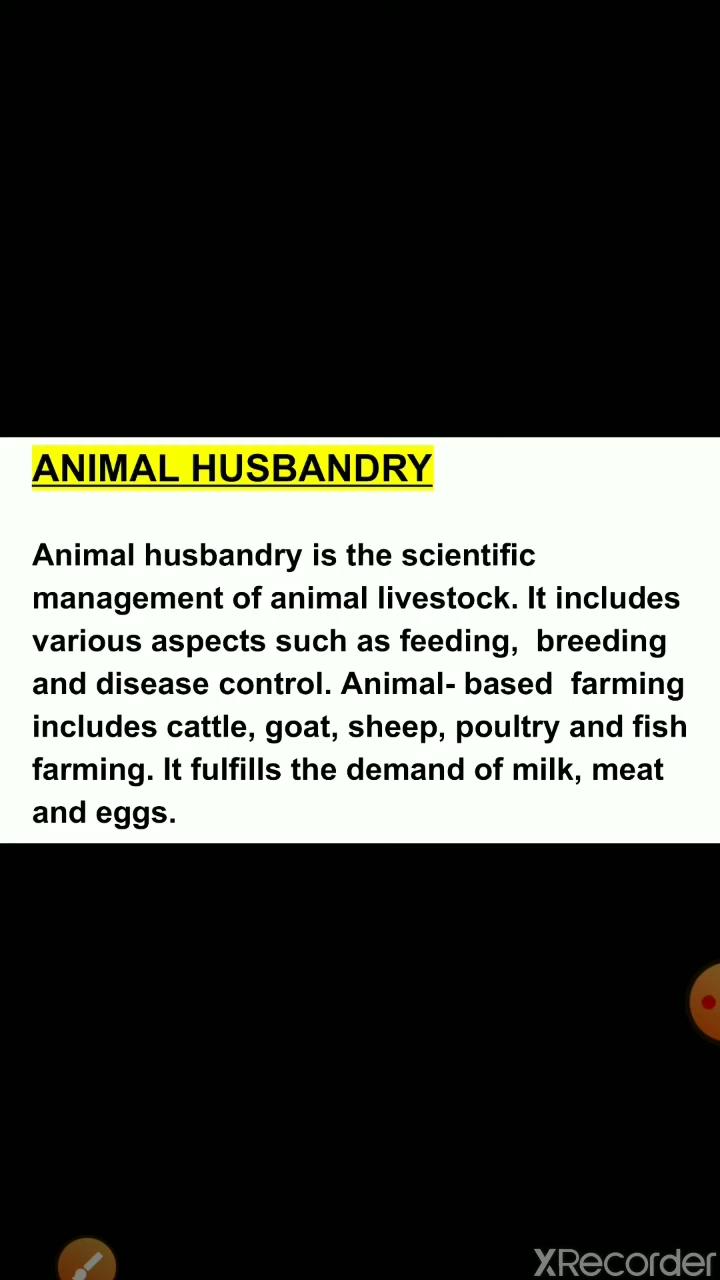 ANIMAL HUSBANDRY
Animal husbandry is the scientific
management of animal livestock. It includes
various aspects such as feeding,  breeding
and disease control. Animal- based  farming
includes cattle, goat, sheep, poultry and fish
farming. It fulfills the demand of milk, meat
and eggs.
XRecorder